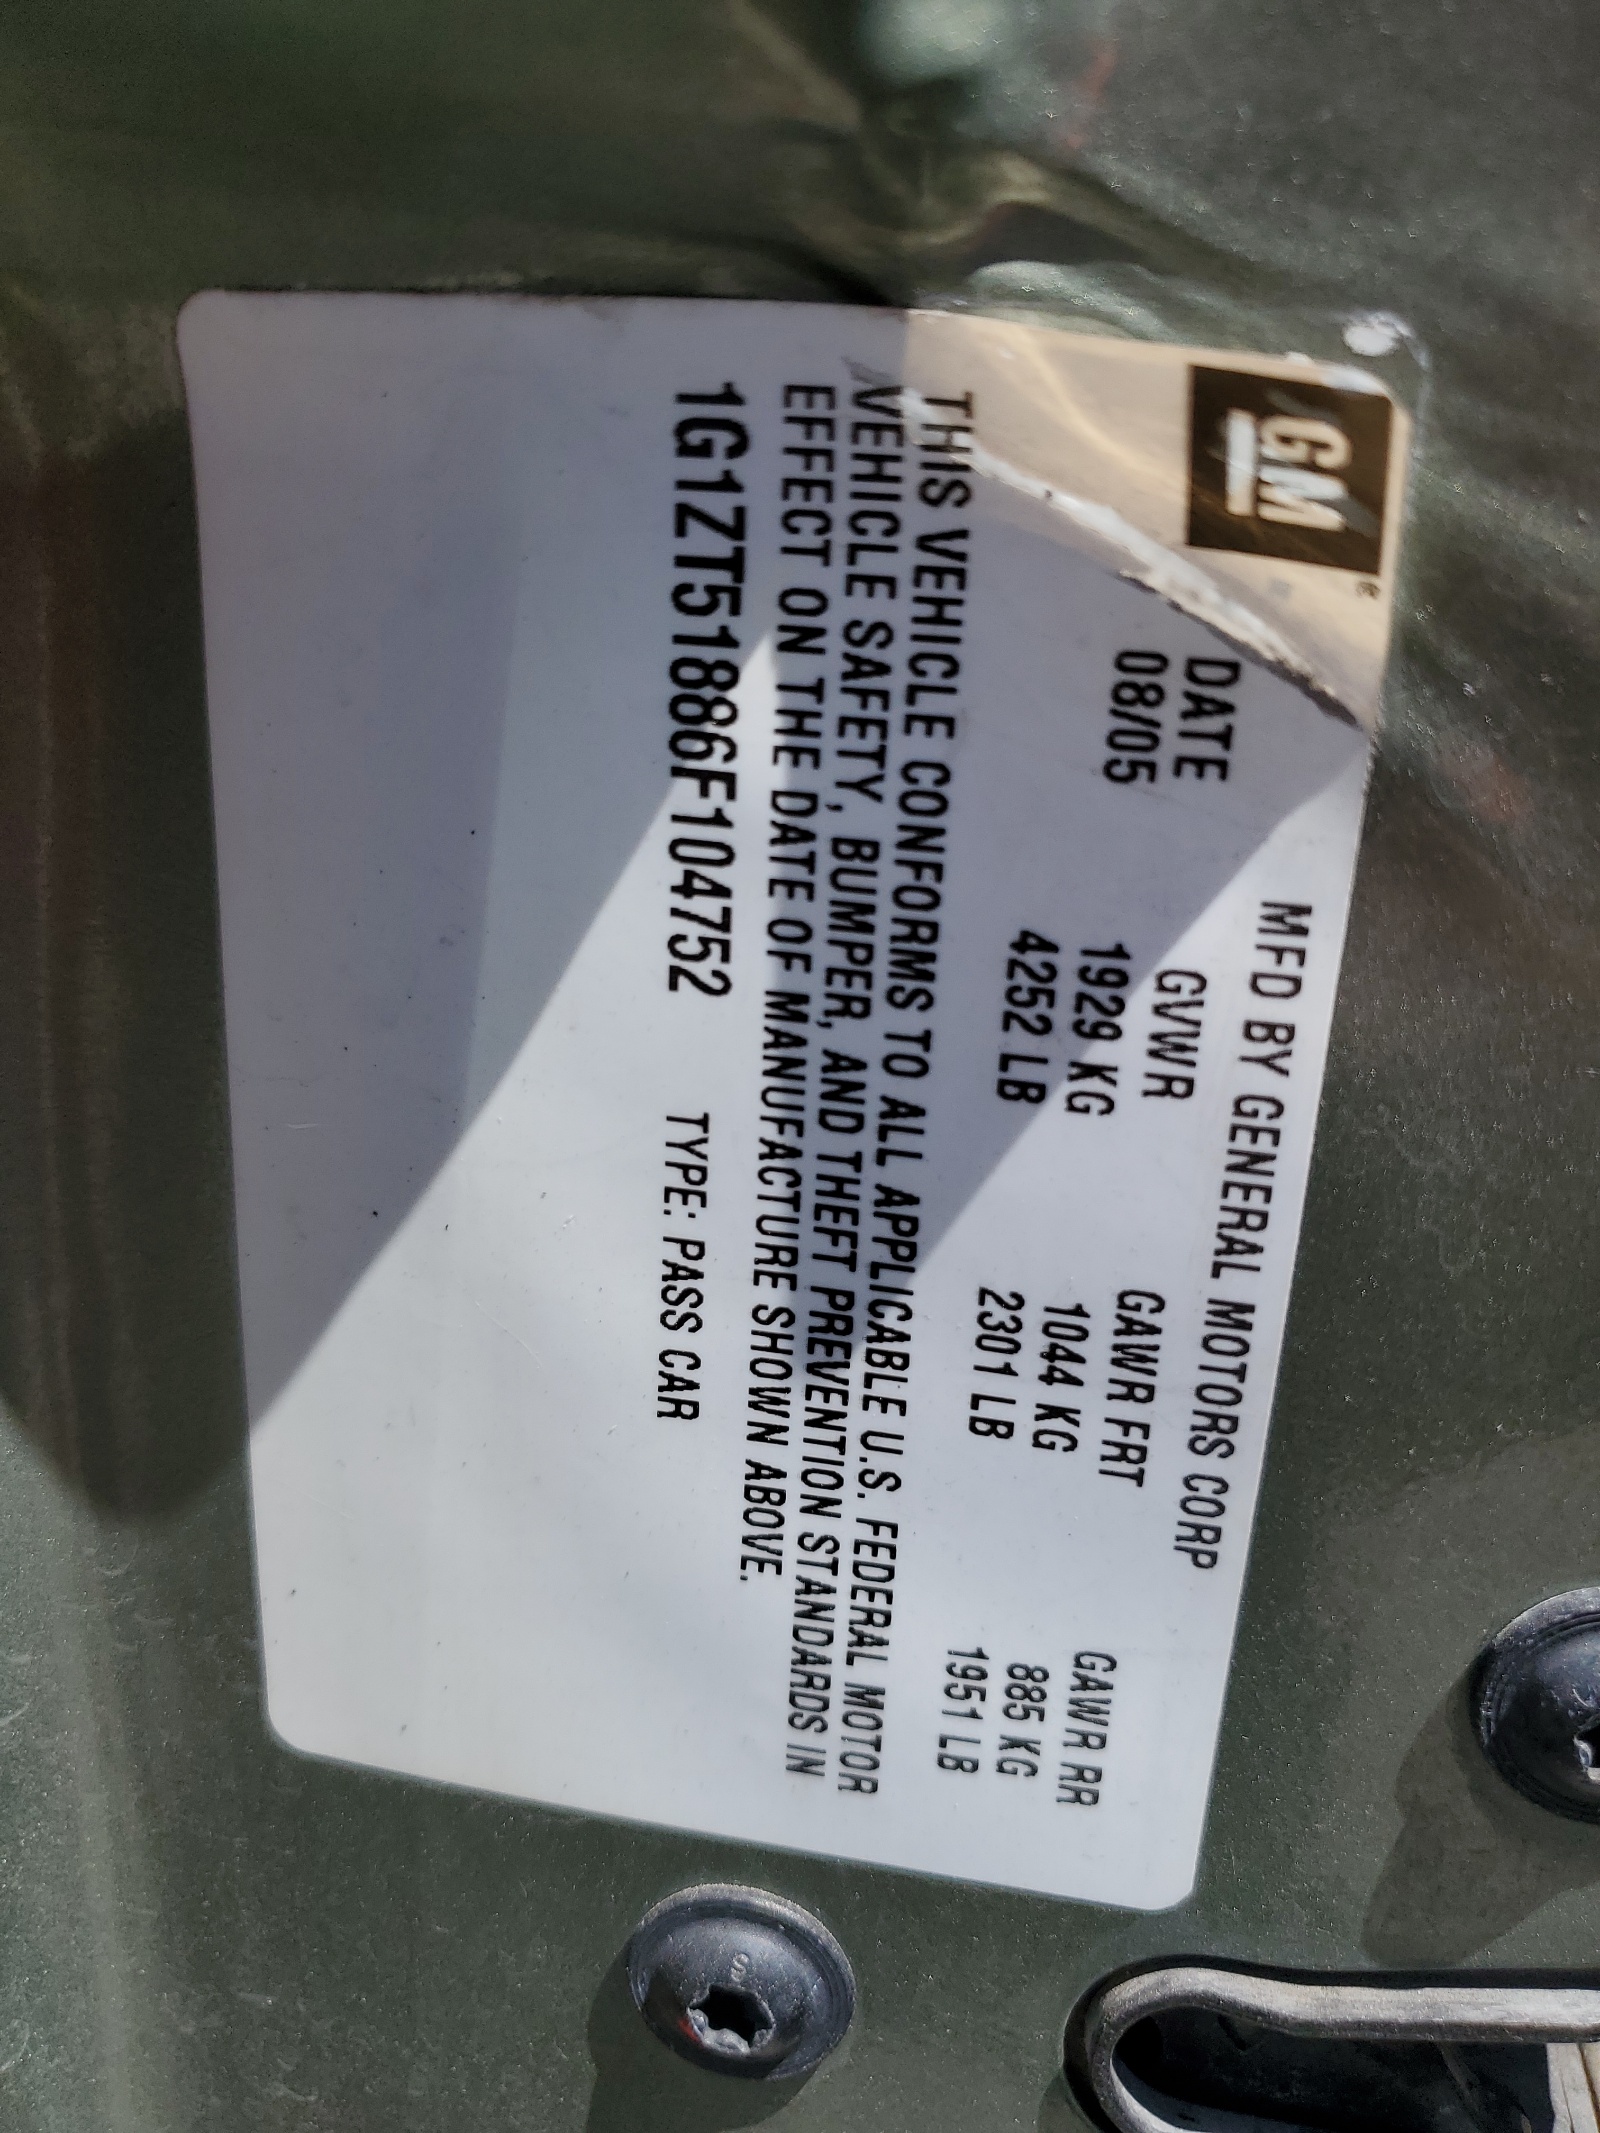 GM
MFD BY GENERAL MOTORS CORP
DATE GVWR GAWR FRT GAWR RR
08/05 1929 KG 1044 KG 885 KG
4252 LB 2301 LB 1951 LB
THIS VEHICLE CONFORMS TO ALL APPLICABLE U.S. FEDERAL MOTOR
VEHICLE SAFETY, BUMPER, AND THEFT PREVENTION STANDARDS IN
EFFECT ON THE DATE OF MANUFACTURE SHOWN ABOVE.
1G1ZT51886F104752 TYPE: PASS CAR
S